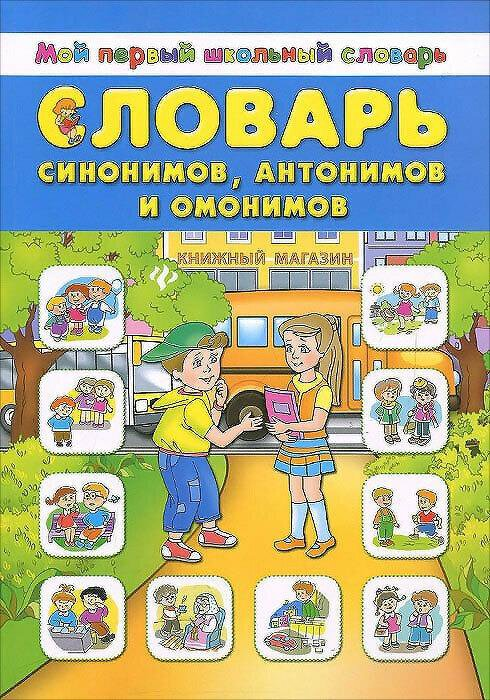 Мой первый школьный словарь
СЛОВАРЬ
СИНОНИМОВ, АНТОНИМОВ
И ОМОНИМОВ
КНИЖНЫЙ МАГАЗИН